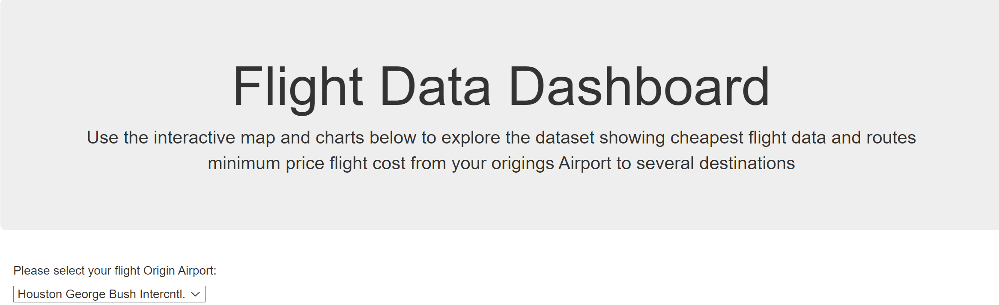 Flight Data Dashboard
Use the interactive map and charts below to explore the dataset showing cheapest flight data and routes
minimum price flight cost from your origings Airport to several destinations
Please select your flight Origin Airport:
Houston George Bush Intercntl.